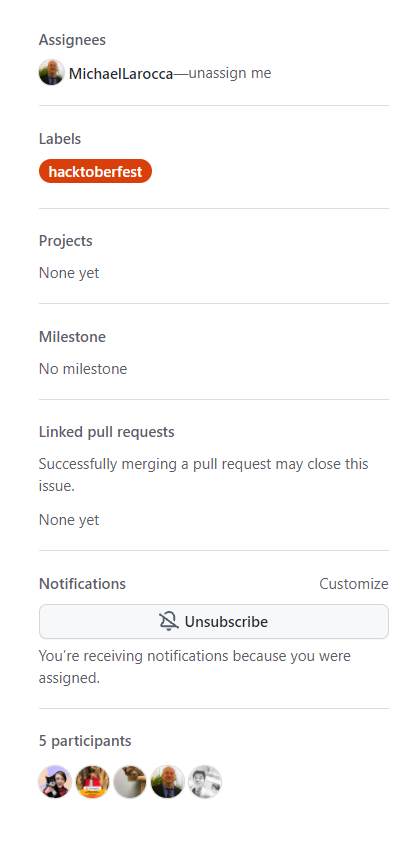 Assignees
MichaelLarocca—unassign me
Labels
hacktoberfest
Projects
None yet
Milestone
No milestone
Linked pull requests
Successfully merging a pull request may close this
issue.
None yet
Notifications Customize
Unsubscribe
You’re receiving notifications because you were
assigned.
5 participants